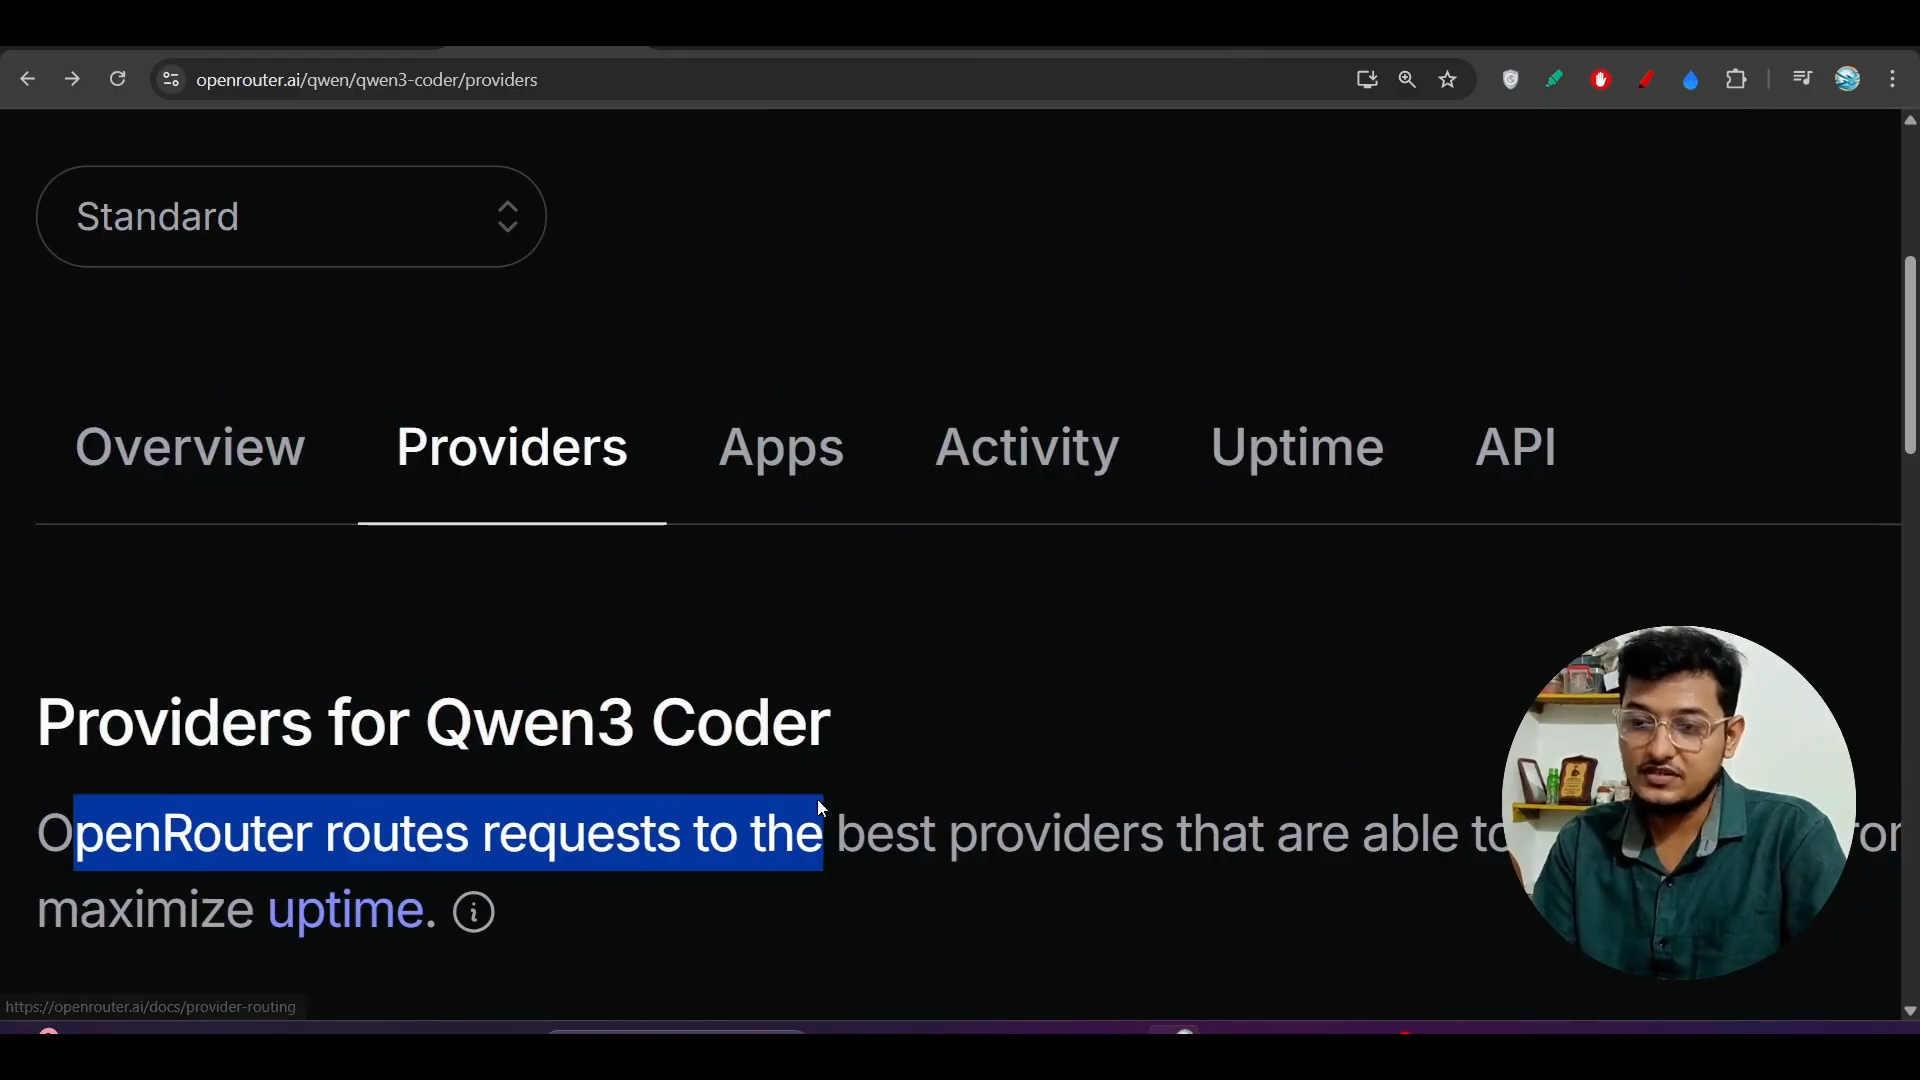 openrouter.ai/qwen/qwen3-coder/providers
Standard
Overview Providers Apps Activity Uptime API
Providers for Qwen3 Coder
OpenRouter routes requests to the best providers that are able to
maximize uptime.
https://openrouter.ai/docs/provider-routing